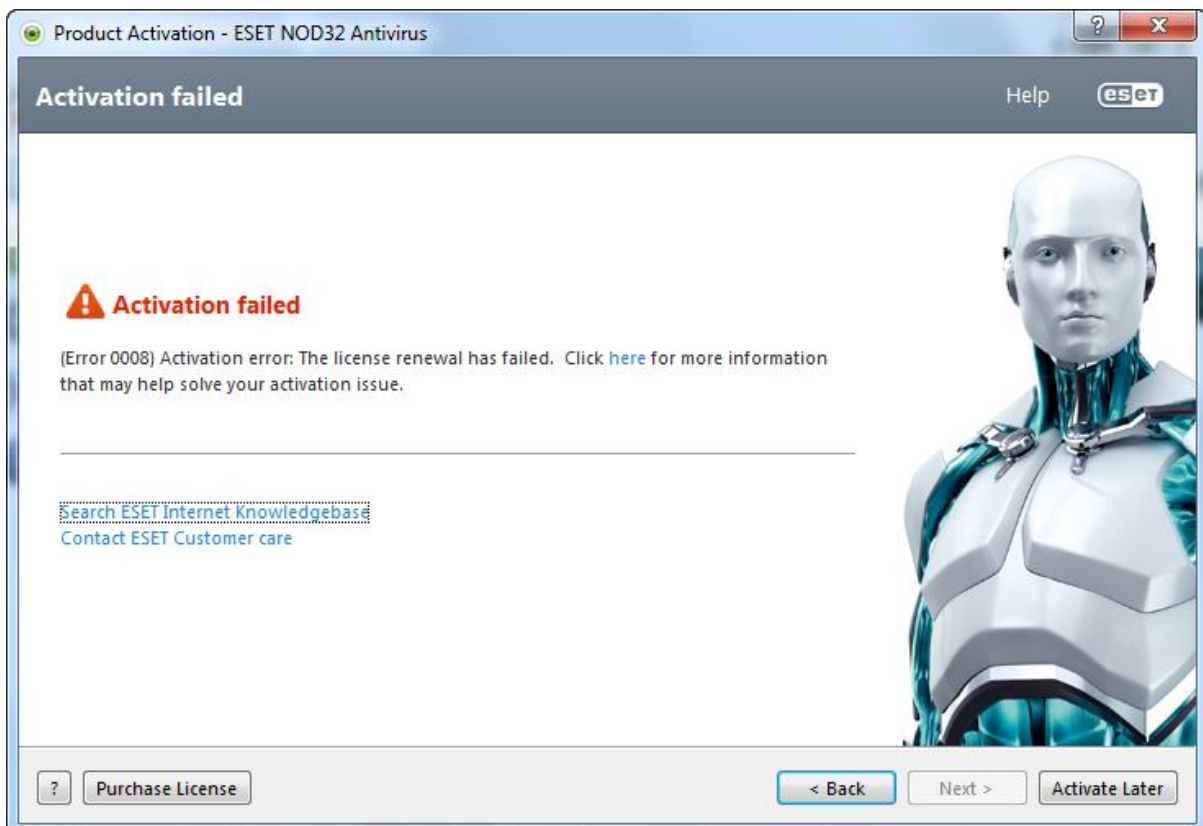 Product Activation - ESET NOD32 Antivirus
?
X
Activation failed
Help
eset
Activation failed
(Error 0008) Activation error: The license renewal has failed. Click here for more information
that may help solve your activation issue.
Search ESET Internet Knowledgebase
Contact ESET Customer care
?
Purchase License
< Back
Next >
Activate Later